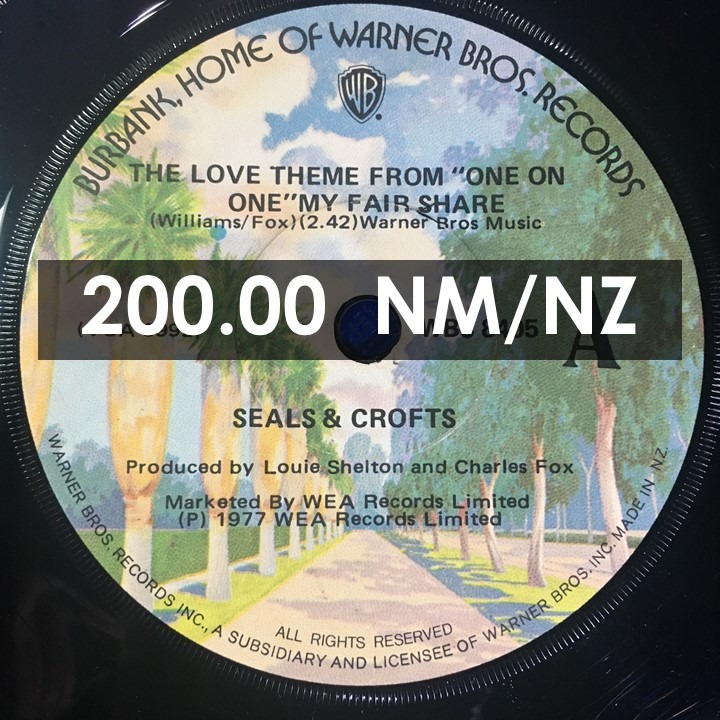 BURBANK, HOME OF WARNER BROS. RECORDS
WB
THE LOVE THEME FROM "ONE ON
ONE"MY FAIR SHARE
(Williams/Fox)(2.42)Warner Bros Music
200.00 NM/NZ
A
SEALS & CROFTS
Produced by Louie Shelton and Charles Fox
Marketed By WEA Records Limited
(P) 1977 WEA Records Limited
ALL RIGHTS RESERVED
WARNER BROS. RECORDS INC., A SUBSIDIARY AND LICENSEE OF WARNER BROS. INC. MADE IN NZ.